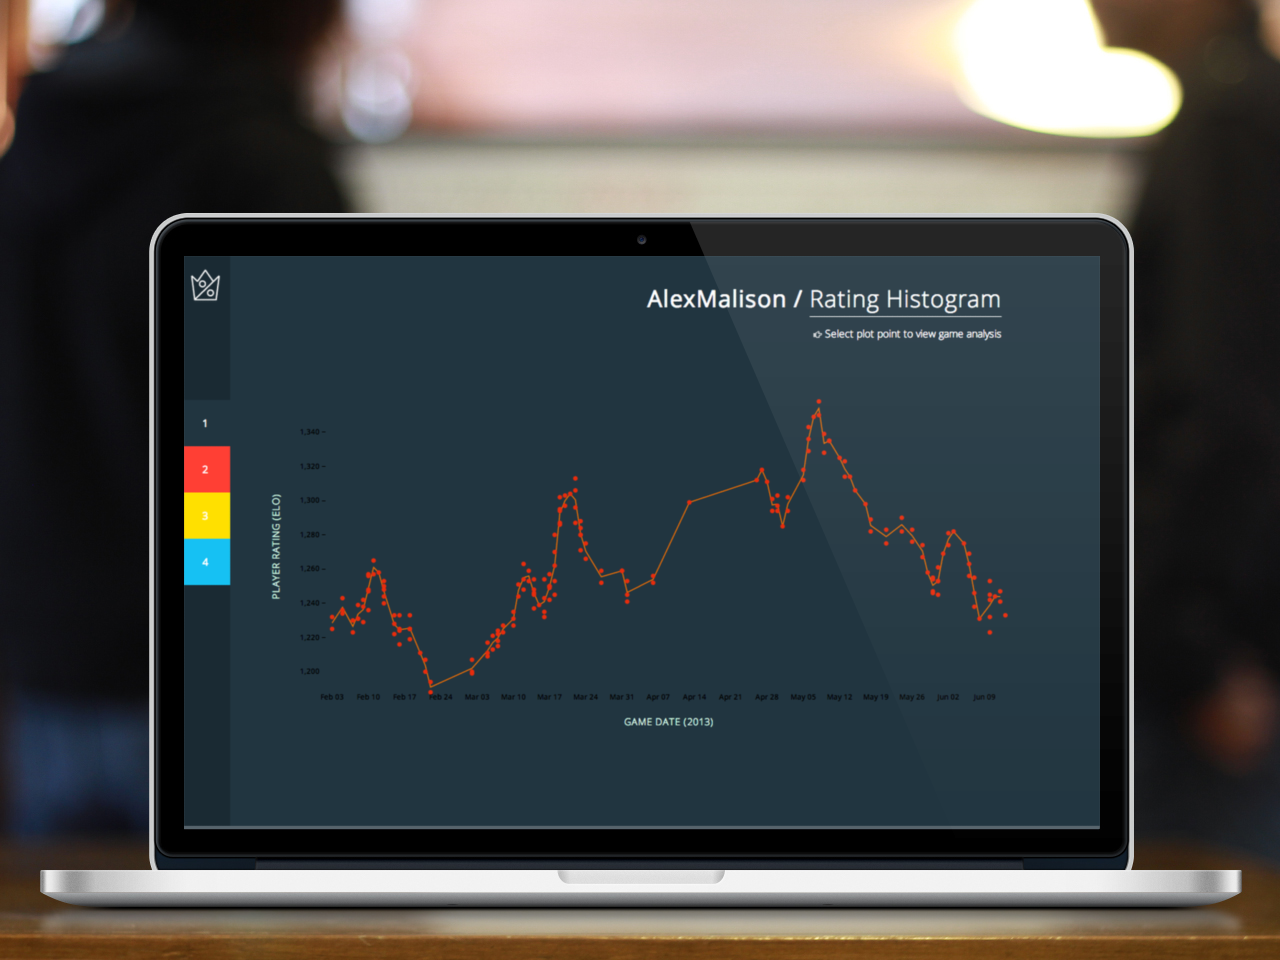 AlexMalison / Rating Histogram
Select plot point to view game analysis
1
2
3
4
PLAYER RATING (ELO)
1,340
1,320
1,300
1,280
1,260
1,240
1,220
1,200
Feb 03 Feb 10 Feb 17 Feb 24 Mar 03 Mar 10 Mar 17 Mar 24 Mar 31 Apr 07 Apr 14 Apr 21 Apr 28 May 05 May 12 May 19 May 26 Jun 02 Jun 09
GAME DATE (2013)